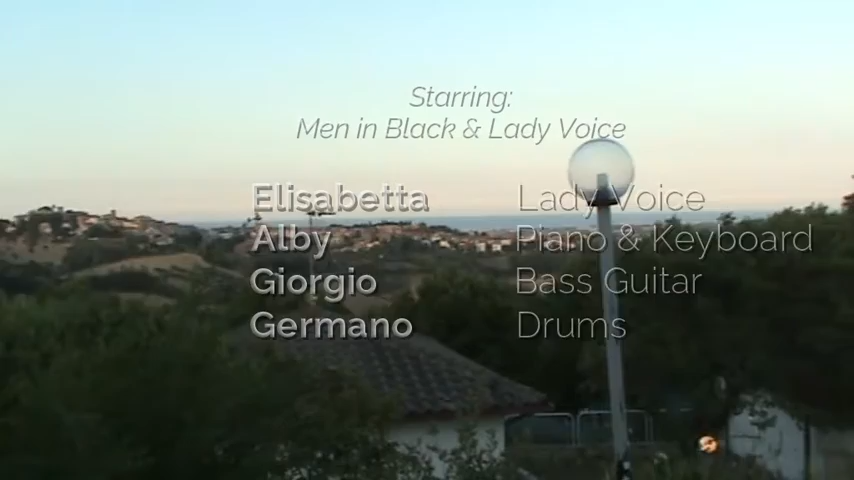 Starring:
Men in Black & Lady Voice
Elisabetta Lady Voice
Alby Piano & Keyboard
Giorgio Bass Guitar
Germano Drums